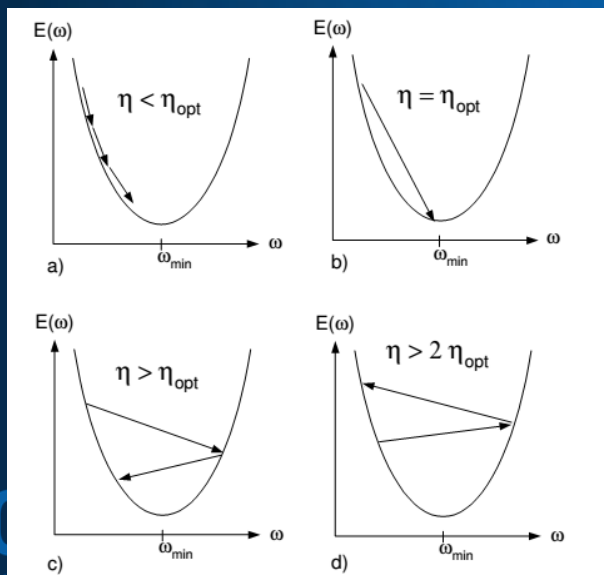 E(ω)
η < η_opt
ω
ω_min
a)
E(ω)
η = η_opt
ω
ω_min
b)
E(ω)
η > η_opt
ω
ω_min
c)
E(ω)
η > 2 η_opt
ω
ω_min
d)